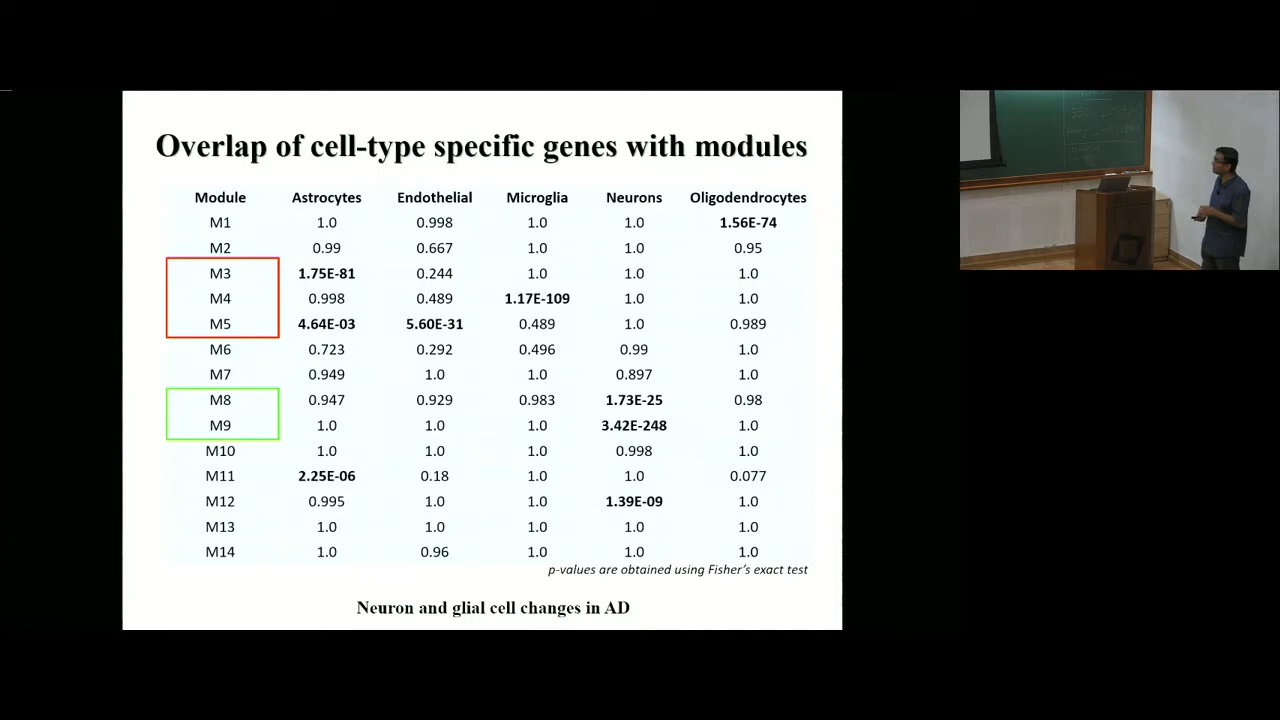 Overlap of cell-type specific genes with modules
Module Astrocytes Endothelial Microglia Neurons Oligodendrocytes
M1 1.0 0.998 1.0 1.0 1.56E-74
M2 0.99 0.667 1.0 1.0 0.95
M3 1.75E-81 0.244 1.0 1.0 1.0
M4 0.998 0.489 1.17E-109 1.0 1.0
M5 4.64E-03 5.60E-31 0.489 1.0 0.989
M6 0.723 0.292 0.496 0.99 1.0
M7 0.949 1.0 1.0 0.897 1.0
M8 0.947 0.929 0.983 1.73E-25 0.98
M9 1.0 1.0 1.0 3.42E-248 1.0
M10 1.0 1.0 1.0 0.998 1.0
M11 2.25E-06 0.18 1.0 1.0 0.077
M12 0.995 1.0 1.0 1.39E-09 1.0
M13 1.0 1.0 1.0 1.0 1.0
M14 1.0 0.96 1.0 1.0 1.0
p-values are obtained using Fisher's exact test
Neuron and glial cell changes in AD